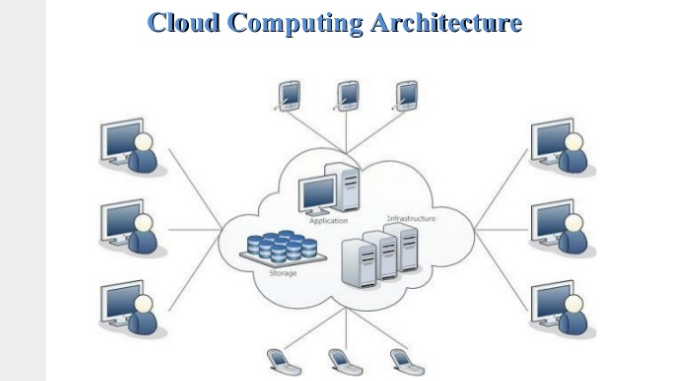 Cloud Computing Architecture
Application
Infrastructure
Storage